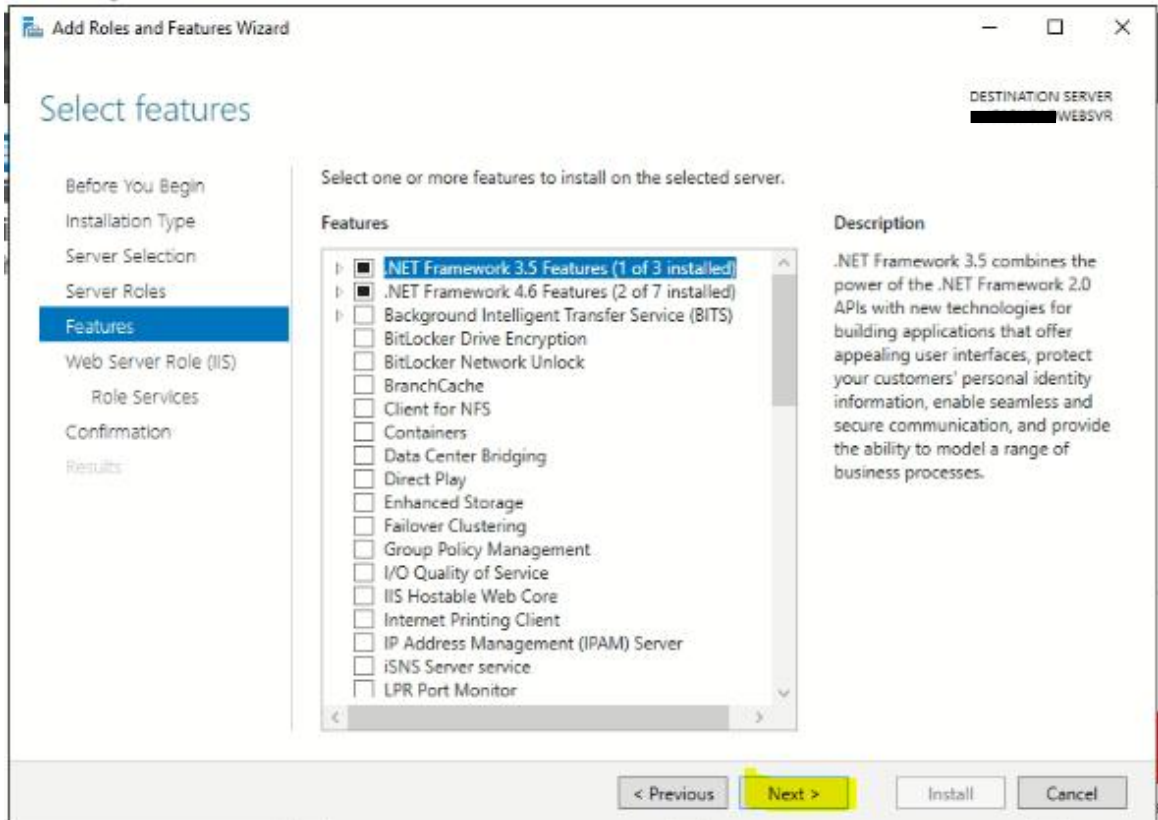 Add Roles and Features Wizard
Select features
DESTINATION SERVER
WEBSVR
Before You Begin
Installation Type
Server Selection
Server Roles
Features
Web Server Role (IIS)
Role Services
Confirmation
Results
Select one or more features to install on the selected server.
Features
.NET Framework 3.5 Features (1 of 3 installed)
.NET Framework 4.6 Features (2 of 7 installed)
Background Intelligent Transfer Service (BITS)
BitLocker Drive Encryption
BitLocker Network Unlock
BranchCache
Client for NFS
Containers
Data Center Bridging
Direct Play
Enhanced Storage
Failover Clustering
Group Policy Management
I/O Quality of Service
IIS Hostable Web Core
Internet Printing Client
IP Address Management (IPAM) Server
iSNS Server service
LPR Port Monitor
Description
.NET Framework 3.5 combines the
power of the .NET Framework 2.0
APIs with new technologies for
building applications that offer
appealing user interfaces, protect
your customers' personal identity
information, enable seamless and
secure communication, and provide
the ability to model a range of
business processes.
< Previous
Next >
Install
Cancel